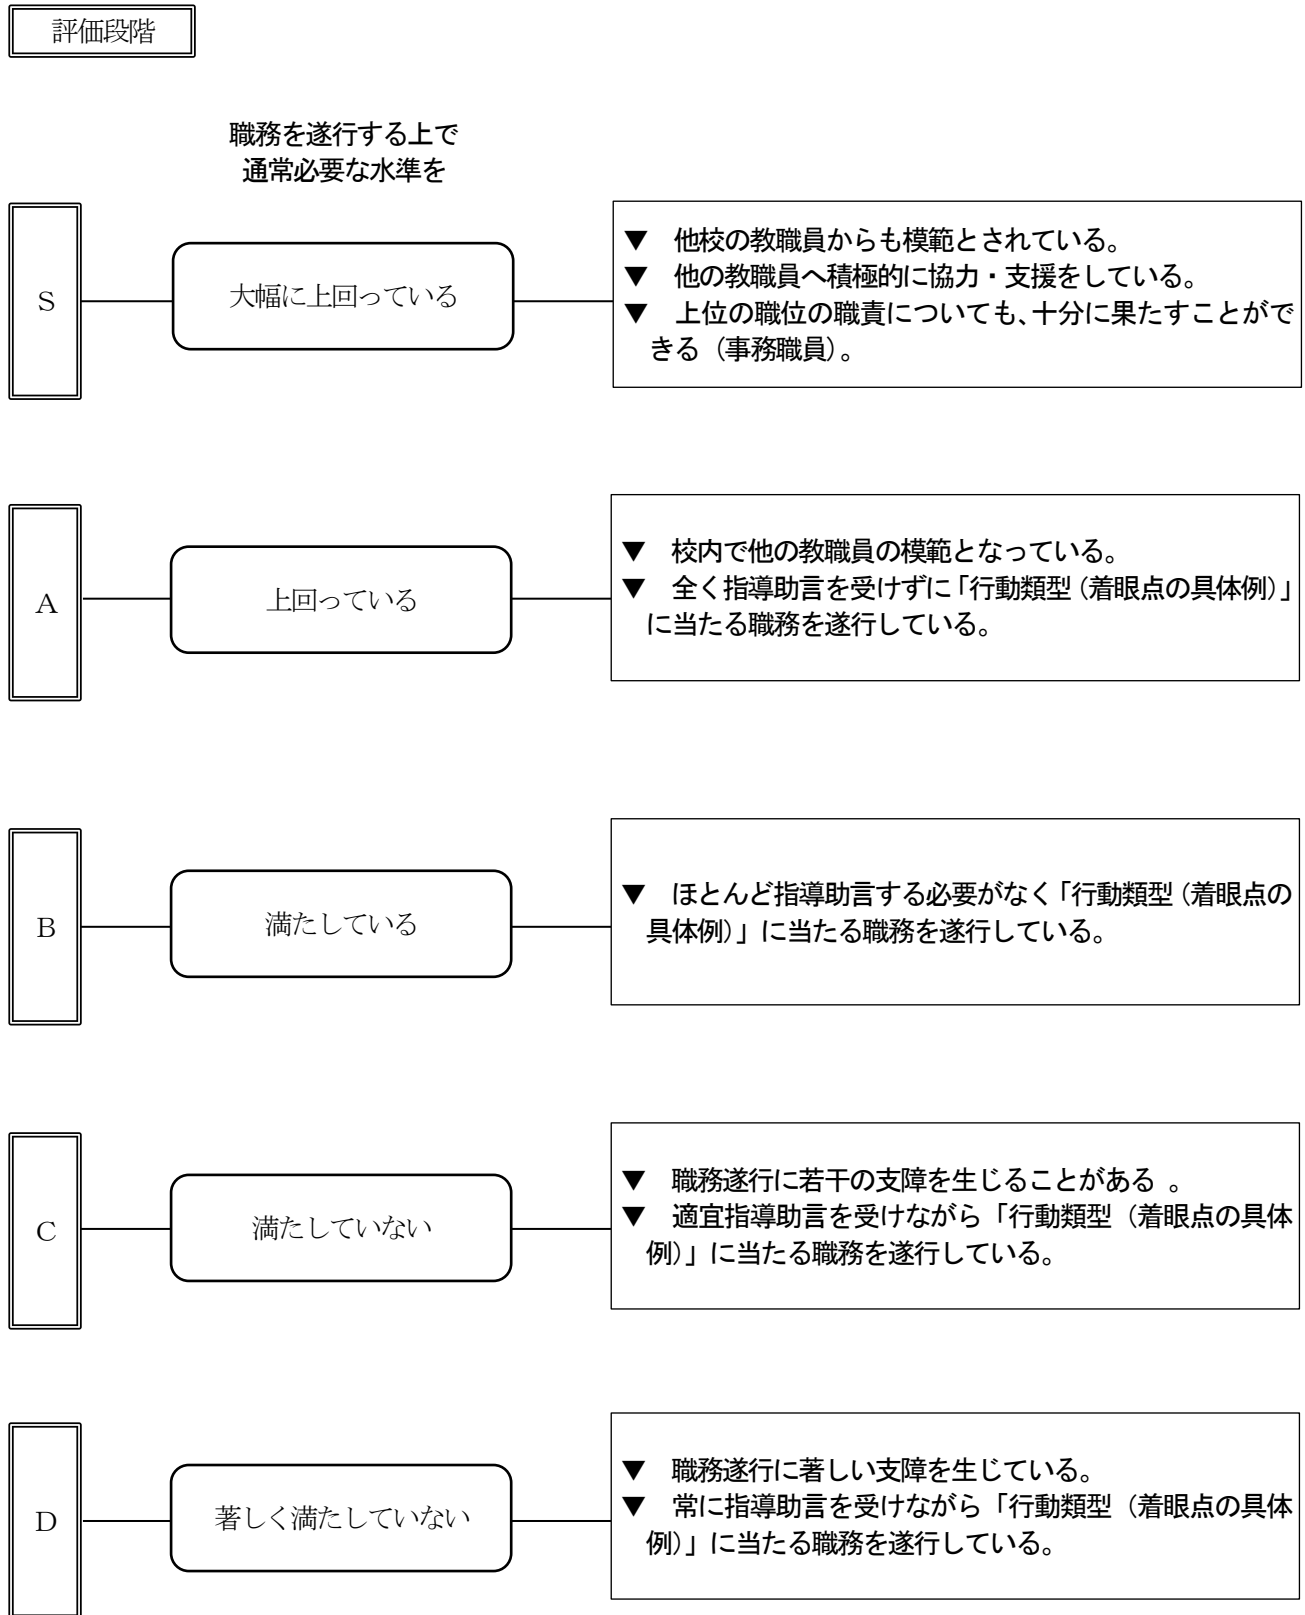 評価段階
職務を遂行する上で
通常必要な水準を
S
大幅に上回っている
▼　他校の教職員からも模範とされている。
▼　他の教職員へ積極的に協力・支援をしている。
▼　上位の職位の職責についても、十分に果たすことがで
きる（事務職員）。
A
上回っている
▼　校内で他の教職員の模範となっている。
▼　全く指導助言を受けずに「行動類型（着眼点の具体例）」
に当たる職務を遂行している。
B
満たしている
▼　ほとんど指導助言する必要がなく「行動類型（着眼点の
具体例）」に当たる職務を遂行している。
C
満たしていない
▼　職務遂行に若干の支障を生じることがある 。
▼　適宜指導助言を受けながら「行動類型（着眼点の具体
例）」に当たる職務を遂行している。
D
著しく満たしていない
▼　職務遂行に著しい支障を生じている。
▼　常に指導助言を受けながら「行動類型（着眼点の具体
例）」に当たる職務を遂行している。